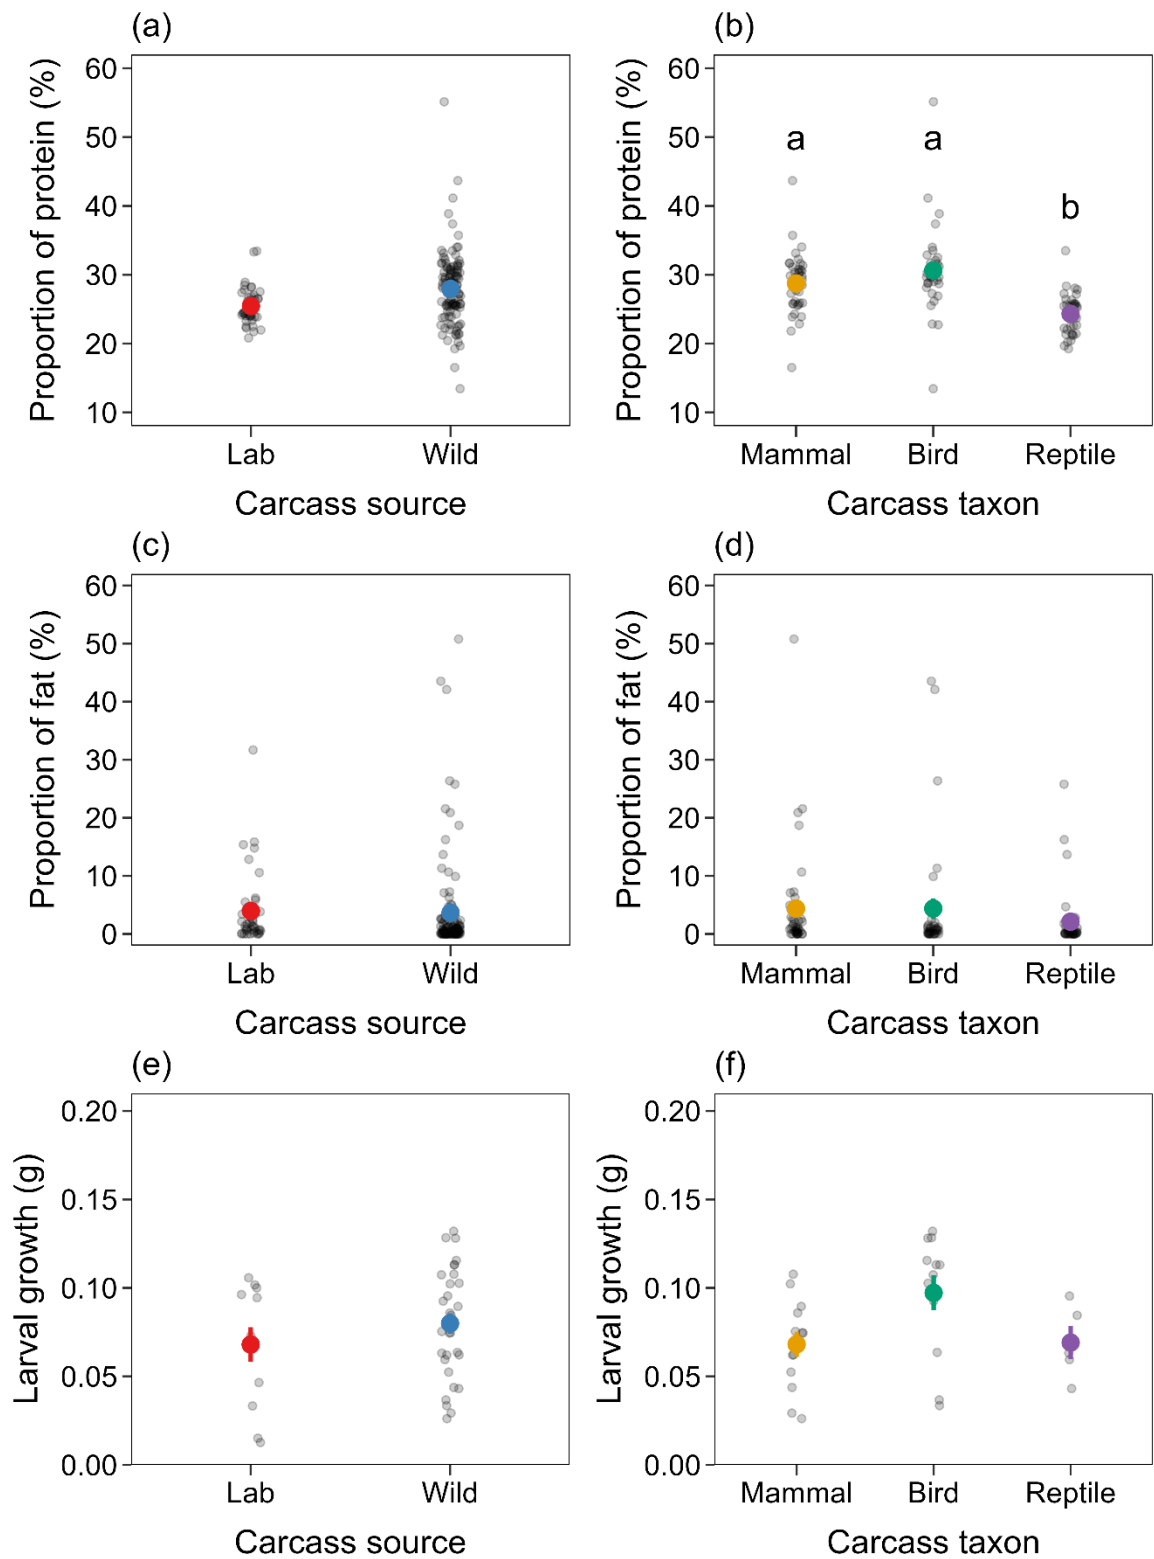 (a)
Proportion of protein (%)
60
50
40
30
20
10
Lab
Wild
Carcass source
(b)
Proportion of protein (%)
60
50
40
30
20
10
a
a
b
Mammal
Bird
Reptile
Carcass taxon
(c)
Proportion of fat (%)
60
50
40
30
20
10
0
Lab
Wild
Carcass source
(d)
Proportion of fat (%)
60
50
40
30
20
10
0
Mammal
Bird
Reptile
Carcass taxon
(e)
Larval growth (g)
0.20
0.15
0.10
0.05
0.00
Lab
Wild
Carcass source
(f)
Larval growth (g)
0.20
0.15
0.10
0.05
0.00
Mammal
Bird
Reptile
Carcass taxon